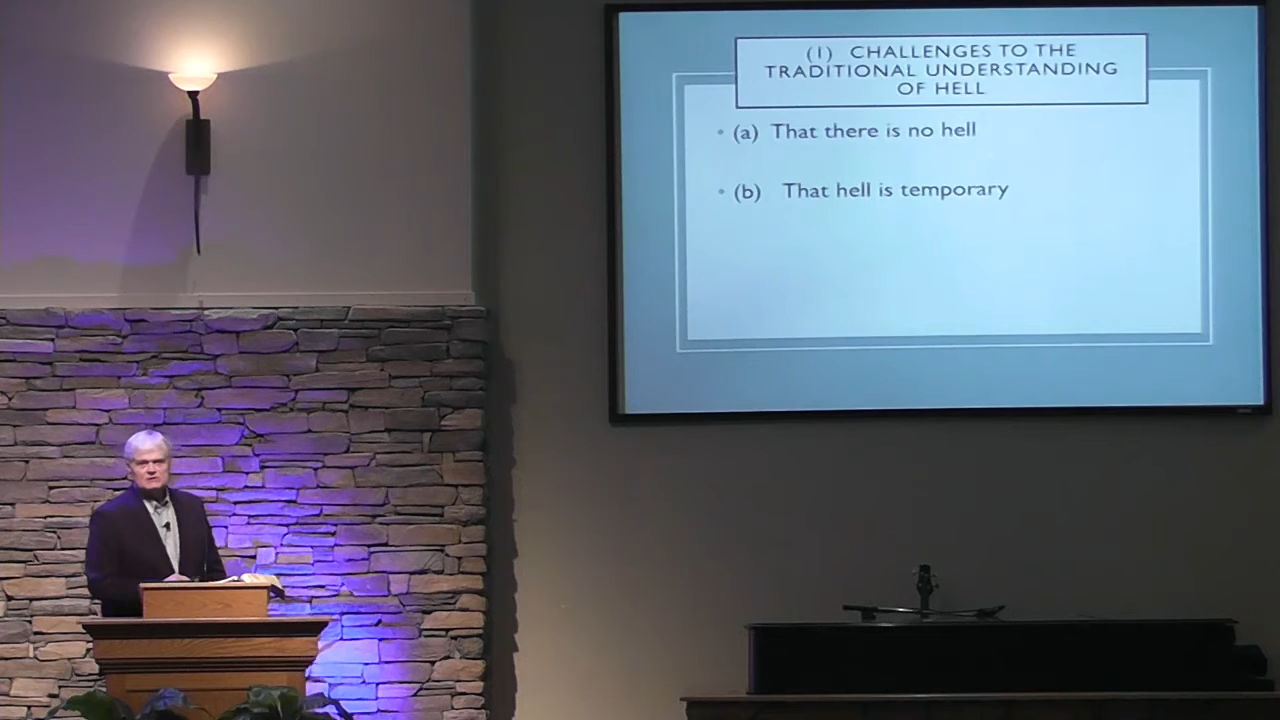 (1) CHALLENGES TO THE
TRADITIONAL UNDERSTANDING
OF HELL
• (a) That there is no hell
• (b) That hell is temporary